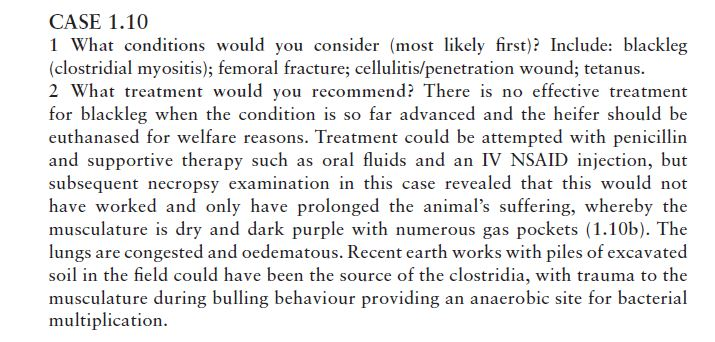 CASE 1.10
1 What conditions would you consider (most likely first)? Include: blackleg
(clostridial myositis); femoral fracture; cellulitis/penetration wound; tetanus.
2 What treatment would you recommend? There is no effective treatment
for blackleg when the condition is so far advanced and the heifer should be
euthanased for welfare reasons. Treatment could be attempted with penicillin
and supportive therapy such as oral fluids and an IV NSAID injection, but
subsequent necropsy examination in this case revealed that this would not
have worked and only have prolonged the animal’s suffering, whereby the
musculature is dry and dark purple with numerous gas pockets (1.10b). The
lungs are congested and oedematous. Recent earth works with piles of excavated
soil in the field could have been the source of the clostridia, with trauma to the
musculature during bulling behaviour providing an anaerobic site for bacterial
multiplication.